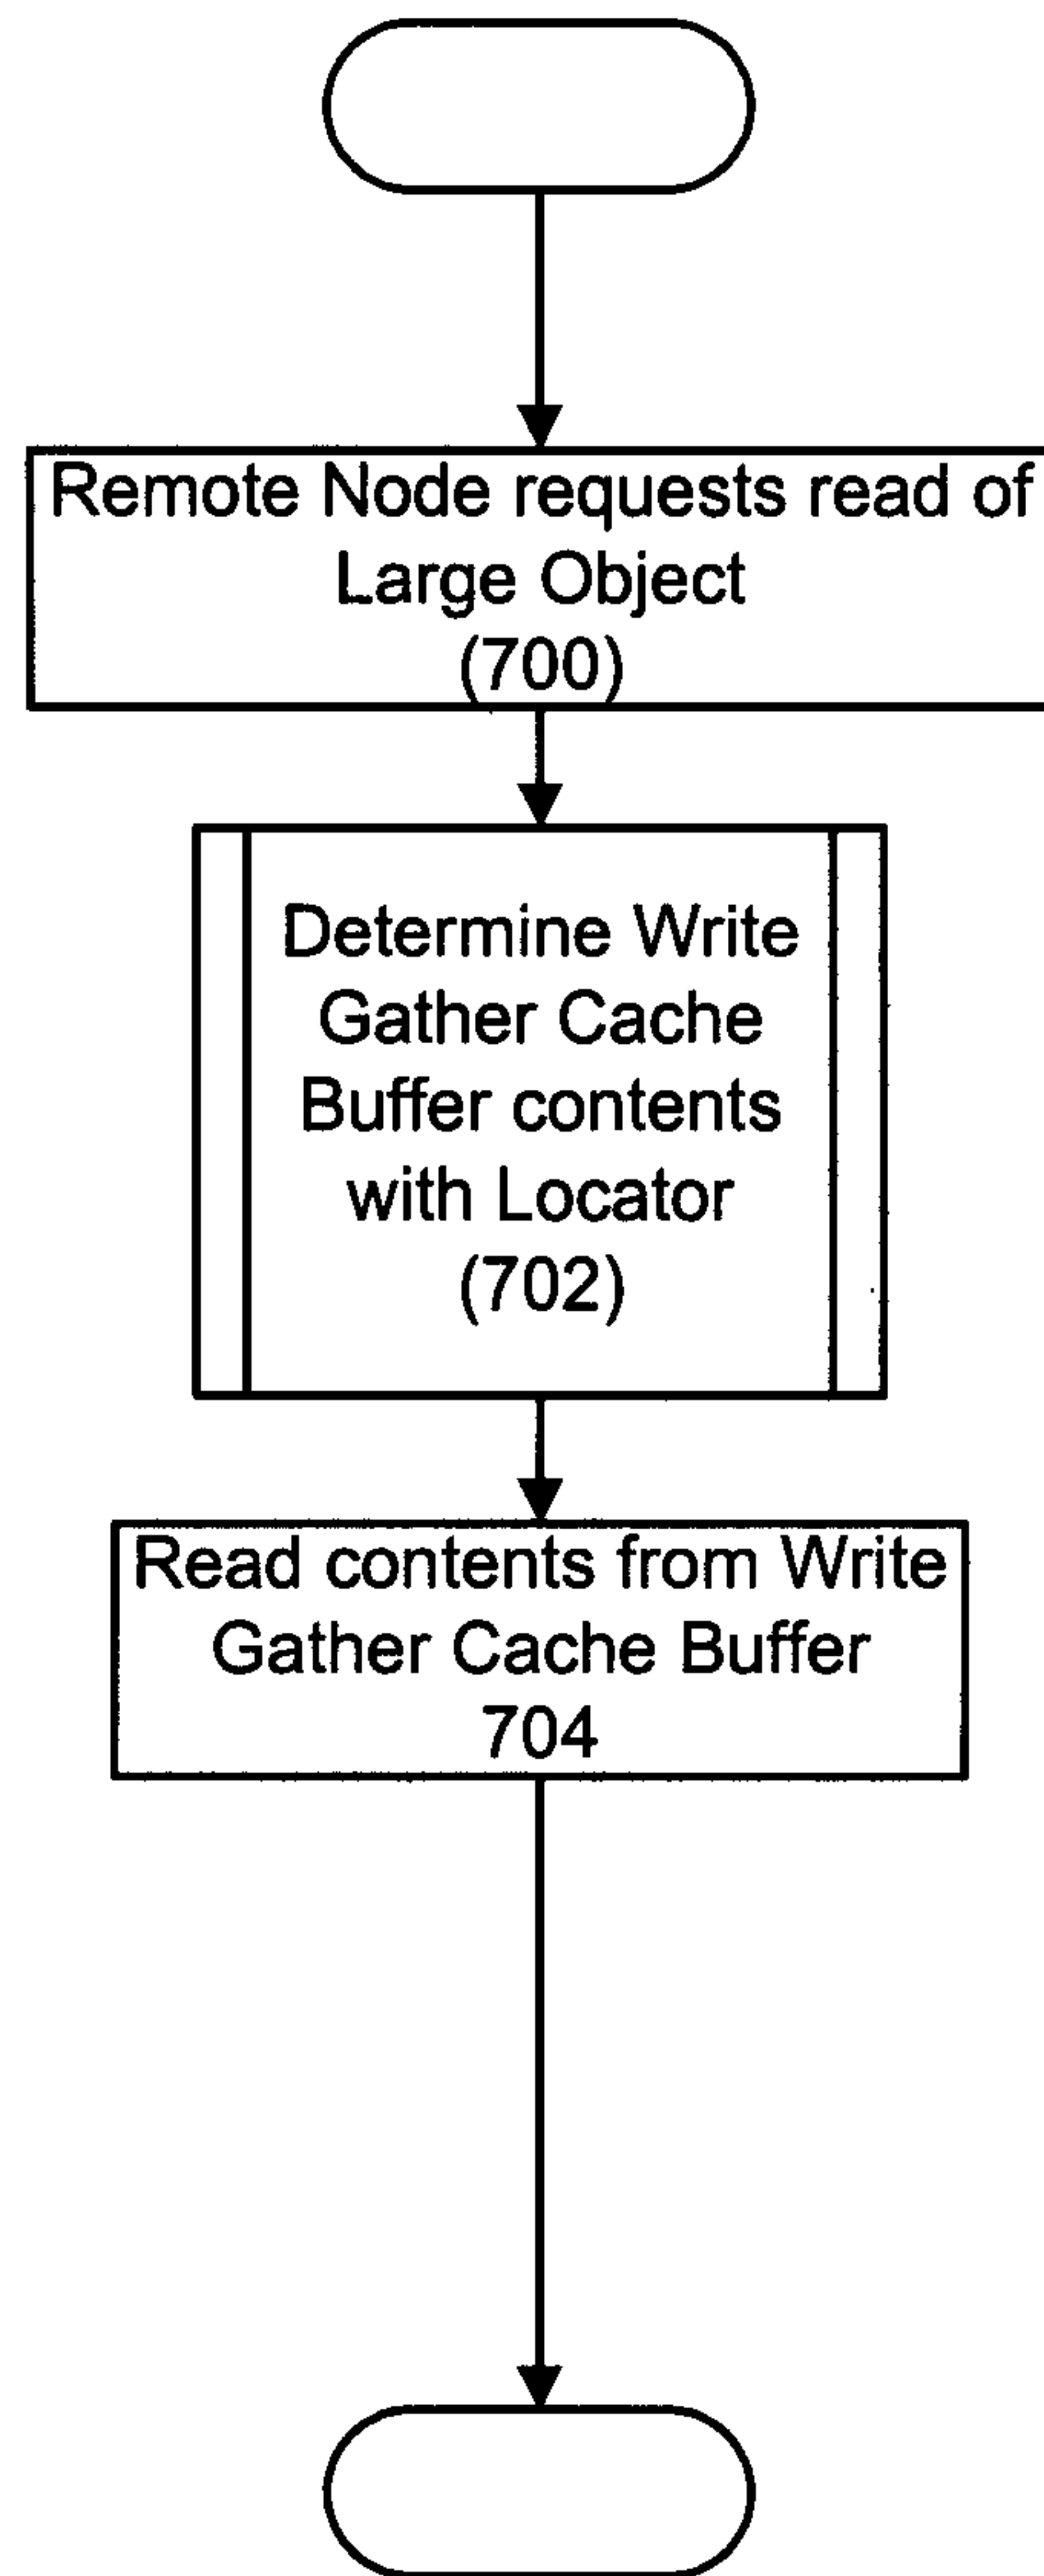 Remote Node requests read of
Large Object
(700)
Determine Write
Gather Cache
Buffer contents
with Locator
(702)
Read contents from Write
Gather Cache Buffer
704